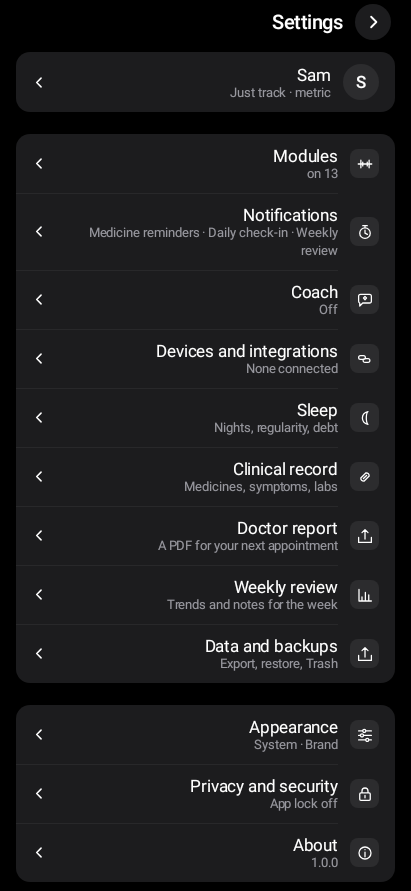 Settings
Sam
Just track · metric
S
Modules
on 13
Notifications
Medicine reminders · Daily check-in · Weekly
review
Coach
Off
Devices and integrations
None connected
Sleep
Nights, regularity, debt
Clinical record
Medicines, symptoms, labs
Doctor report
A PDF for your next appointment
Weekly review
Trends and notes for the week
Data and backups
Export, restore, Trash
Appearance
System · Brand
Privacy and security
App lock off
About
1.0.0